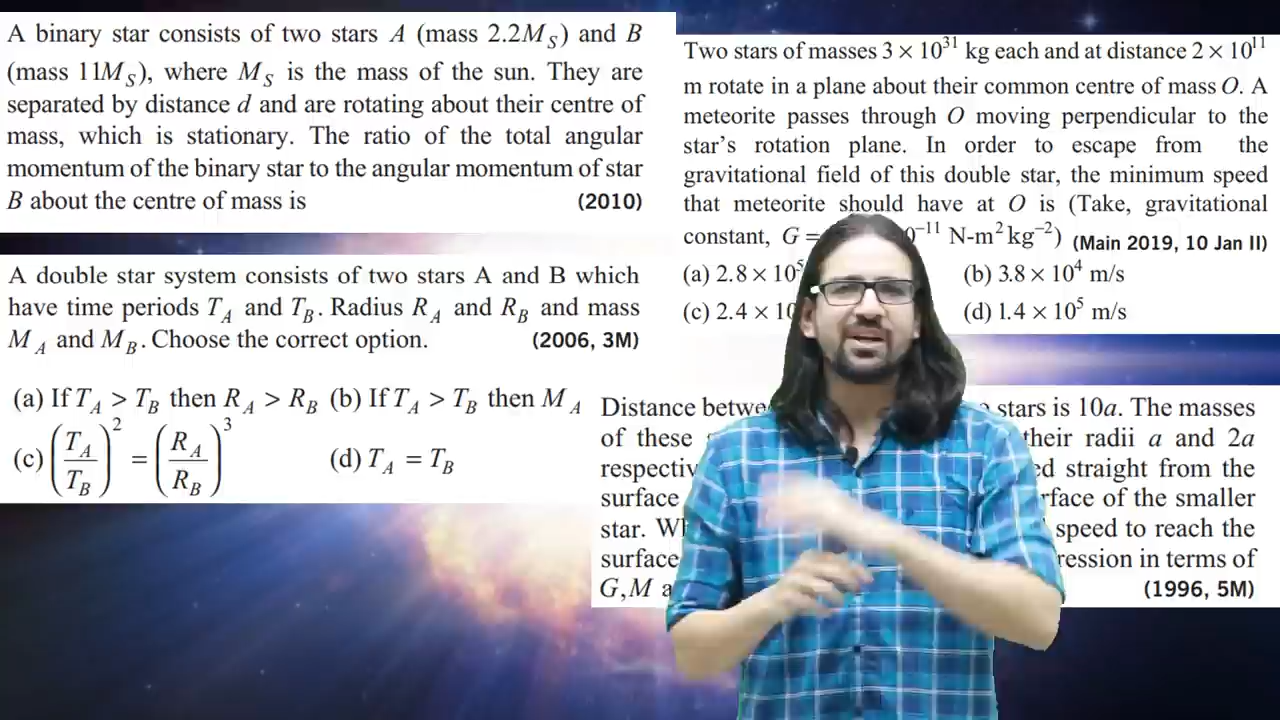 A binary star consists of two stars A (mass 2.2M_S) and B
(mass 11M_S), where M_S is the mass of the sun. They are
separated by distance d and are rotating about their centre of
mass, which is stationary. The ratio of the total angular
momentum of the binary star to the angular momentum of star
B about the centre of mass is (2010)
A double star system consists of two stars A and B which
have time periods T_A and T_B. Radius R_A and R_B and mass
M_A and M_B. Choose the correct option. (2006, 3M)
(a) If T_A > T_B then R_A > R_B (b) If T_A > T_B then M_A
(c) (T_A/T_B)^2 = (R_A/R_B)^3 (d) T_A = T_B
Two stars of masses 3 × 10^31 kg each and at distance 2 × 10^11
m rotate in a plane about their common centre of mass O. A
meteorite passes through O moving perpendicular to the
star's rotation plane. In order to escape from the
gravitational field of this double star, the minimum speed
that meteorite should have at O is (Take, gravitational
constant, G = 0^-11 N-m^2 kg^-2) (Main 2019, 10 Jan II)
(a) 2.8 × 10^5 (b) 3.8 × 10^4 m/s
(c) 2.4 × 10 (d) 1.4 × 10^5 m/s
Distance stars is 10a. The masses
of these their radii a and 2a
straight from the
surface of the smaller
star. speed to reach the
in terms of
G,M (1996, 5M)